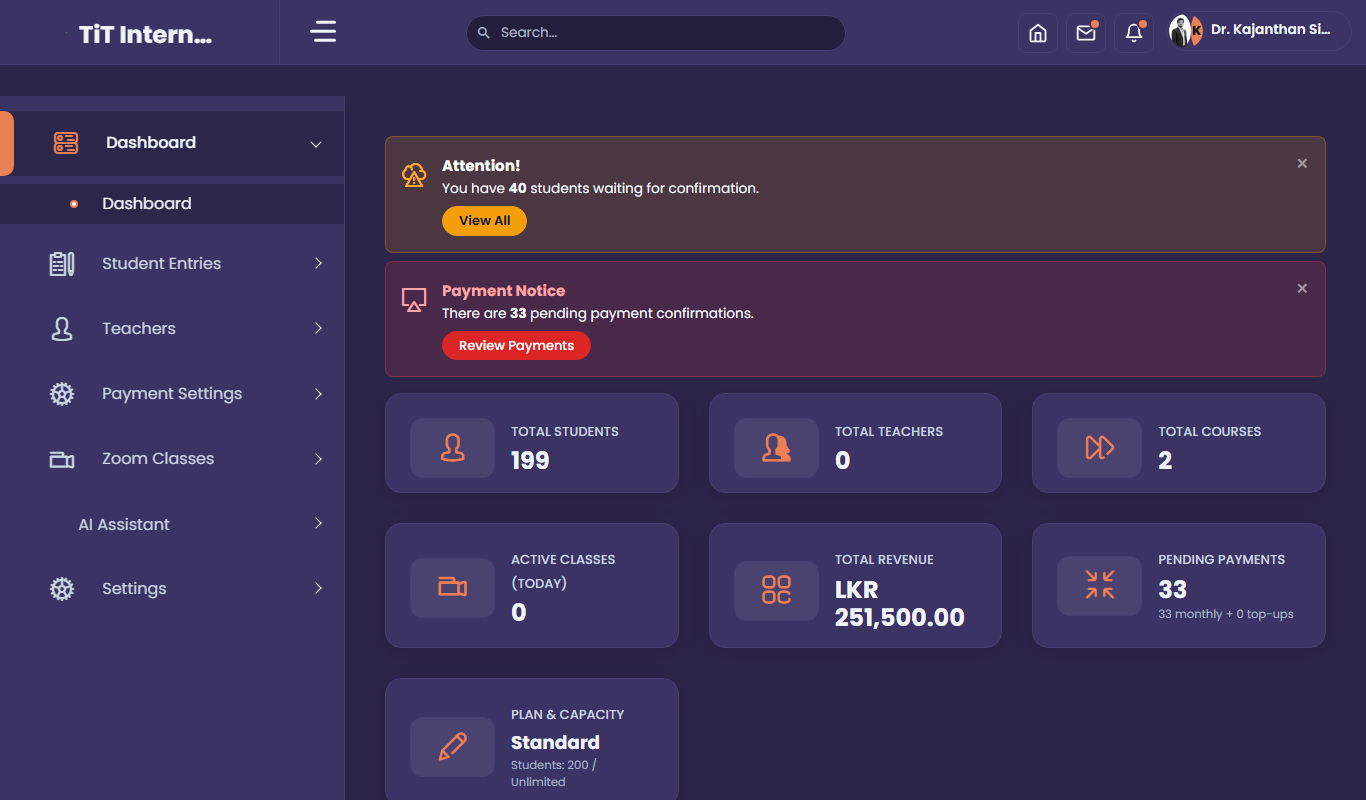 TiT Intern...
Search...
K
Dr. Kajanthan Si...
Dashboard
Dashboard
Student Entries
Teachers
Payment Settings
Zoom Classes
AI Assistant
Settings
Attention!
You have 40 students waiting for confirmation.
View All
Payment Notice
There are 33 pending payment confirmations.
Review Payments
TOTAL STUDENTS
199
TOTAL TEACHERS
0
TOTAL COURSES
2
ACTIVE CLASSES
(TODAY)
0
TOTAL REVENUE
LKR
251,500.00
PENDING PAYMENTS
33
33 monthly + 0 top-ups
PLAN & CAPACITY
Standard
Students: 200 /
Unlimited